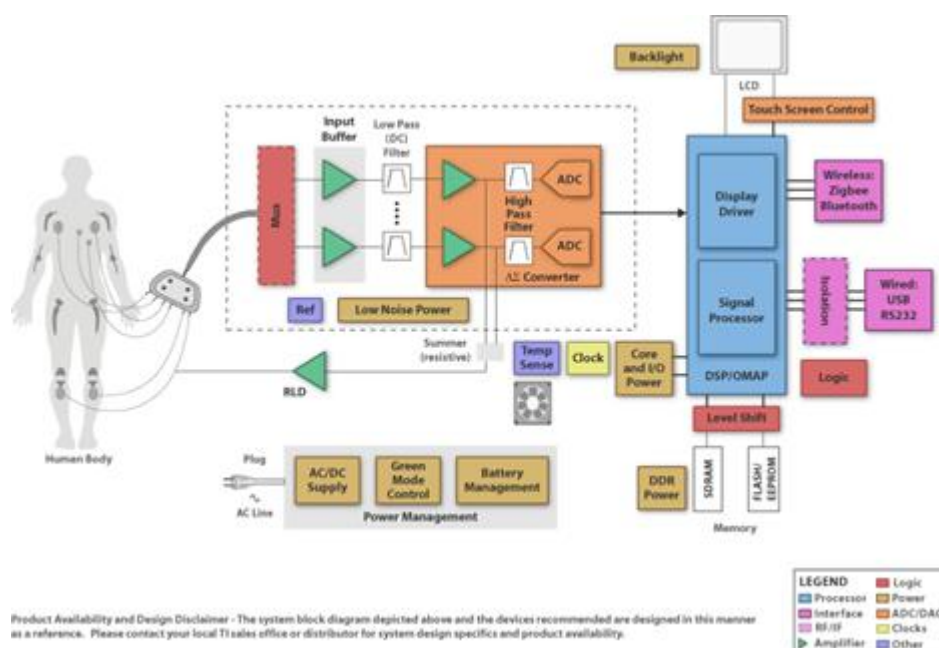 Backlight
LCD
Touch Screen Control
Input
Buffer
Low Pass
(DC)
Filter
Mux
ADC
High
Pass
Filter
ADC
ΔΣ Converter
Display
Driver
Wireless:
Zigbee
Bluetooth
Signal
Processor
Isolation
Wired:
USB
RS232
Ref
Low Noise Power
Summer
(resistive)
RLD
Temp
Sense
Clock
Core
and I/O
Power
DSP/OMAP
Logic
Level Shift
Human Body
Plug
AC Line
AC/DC
Supply
Green
Mode
Control
Battery
Management
Power Management
DDR
Power
SDRAM
FLASH/
EEPROM
Memory
LEGEND
Processor
Interface
RF/IF
Amplifier
Logic
Power
ADC/DAC
Clocks
Other
Product Availability and Design Disclaimer - The system block diagram depicted above and the devices recommended are designed in this manner
as a reference. Please contact your local TI sales office or distributor for system design specifics and product availability.